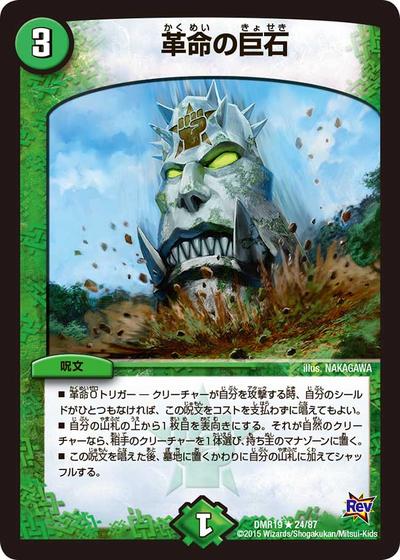 3
かくめい きょせき
革命の巨石
illus. NAKAGAWA
呪文
■ 革命0トリガー ― クリーチャーが自分を攻撃する時、自分のシール
ドがひとつもなければ、この呪文をコストを支払わずに唱えてもよい。
■ 自分の山札の上から1枚目を表向きにする。それが自然のクリー
チャーなら、相手のクリーチャーを1体選び、持ち主のマナゾーンに置く。
■ この呪文を唱えた後、墓地に置くかわりに自分の山札に加えてシャッ
フルする。
Rev
1
DMR19 ★ 24/87
©2015 Wizards/Shogakukan/Mitsui-Kids